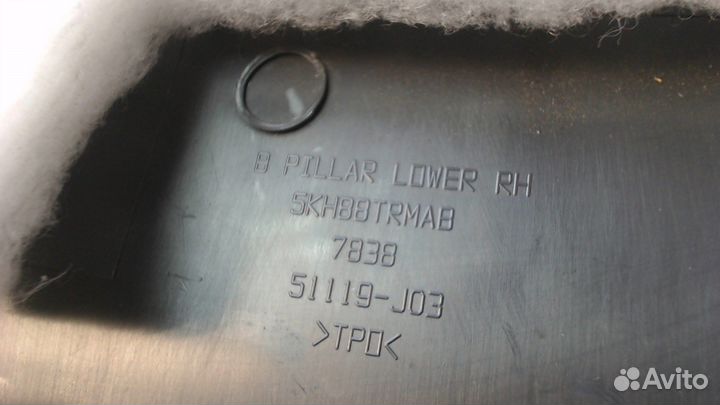 B PILLAR LOWER RH
5KH88TRMAB
7838
51119-J03
>TPO<
Avito